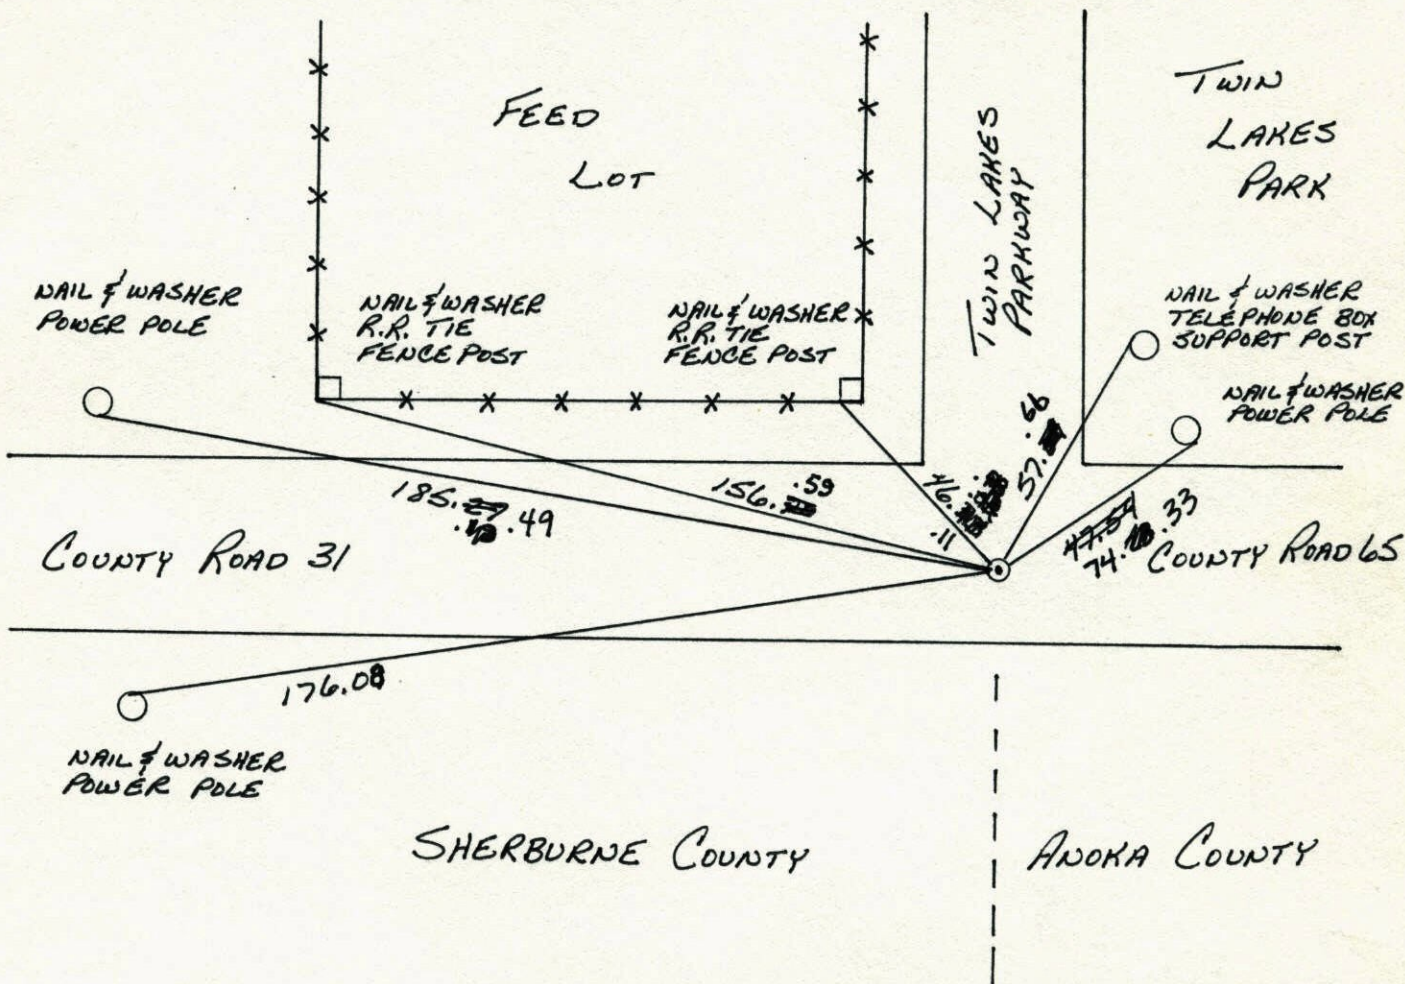 FEED
LOT
TWIN LAKES
PARKWAY
TWIN
LAKES
PARK
NAIL & WASHER
POWER POLE
NAIL & WASHER
R.R. TIE
FENCE POST
NAIL & WASHER
R.R. TIE
FENCE POST
NAIL & WASHER
TELEPHONE BOX
SUPPORT POST
NAIL & WASHER
POWER POLE
185.27
.49
156. .59
46.
.11
57. .66
47.54
74. .33
COUNTY ROAD 31
COUNTY ROAD 65
176.08
NAIL & WASHER
POWER POLE
SHERBURNE COUNTY
ANOKA COUNTY